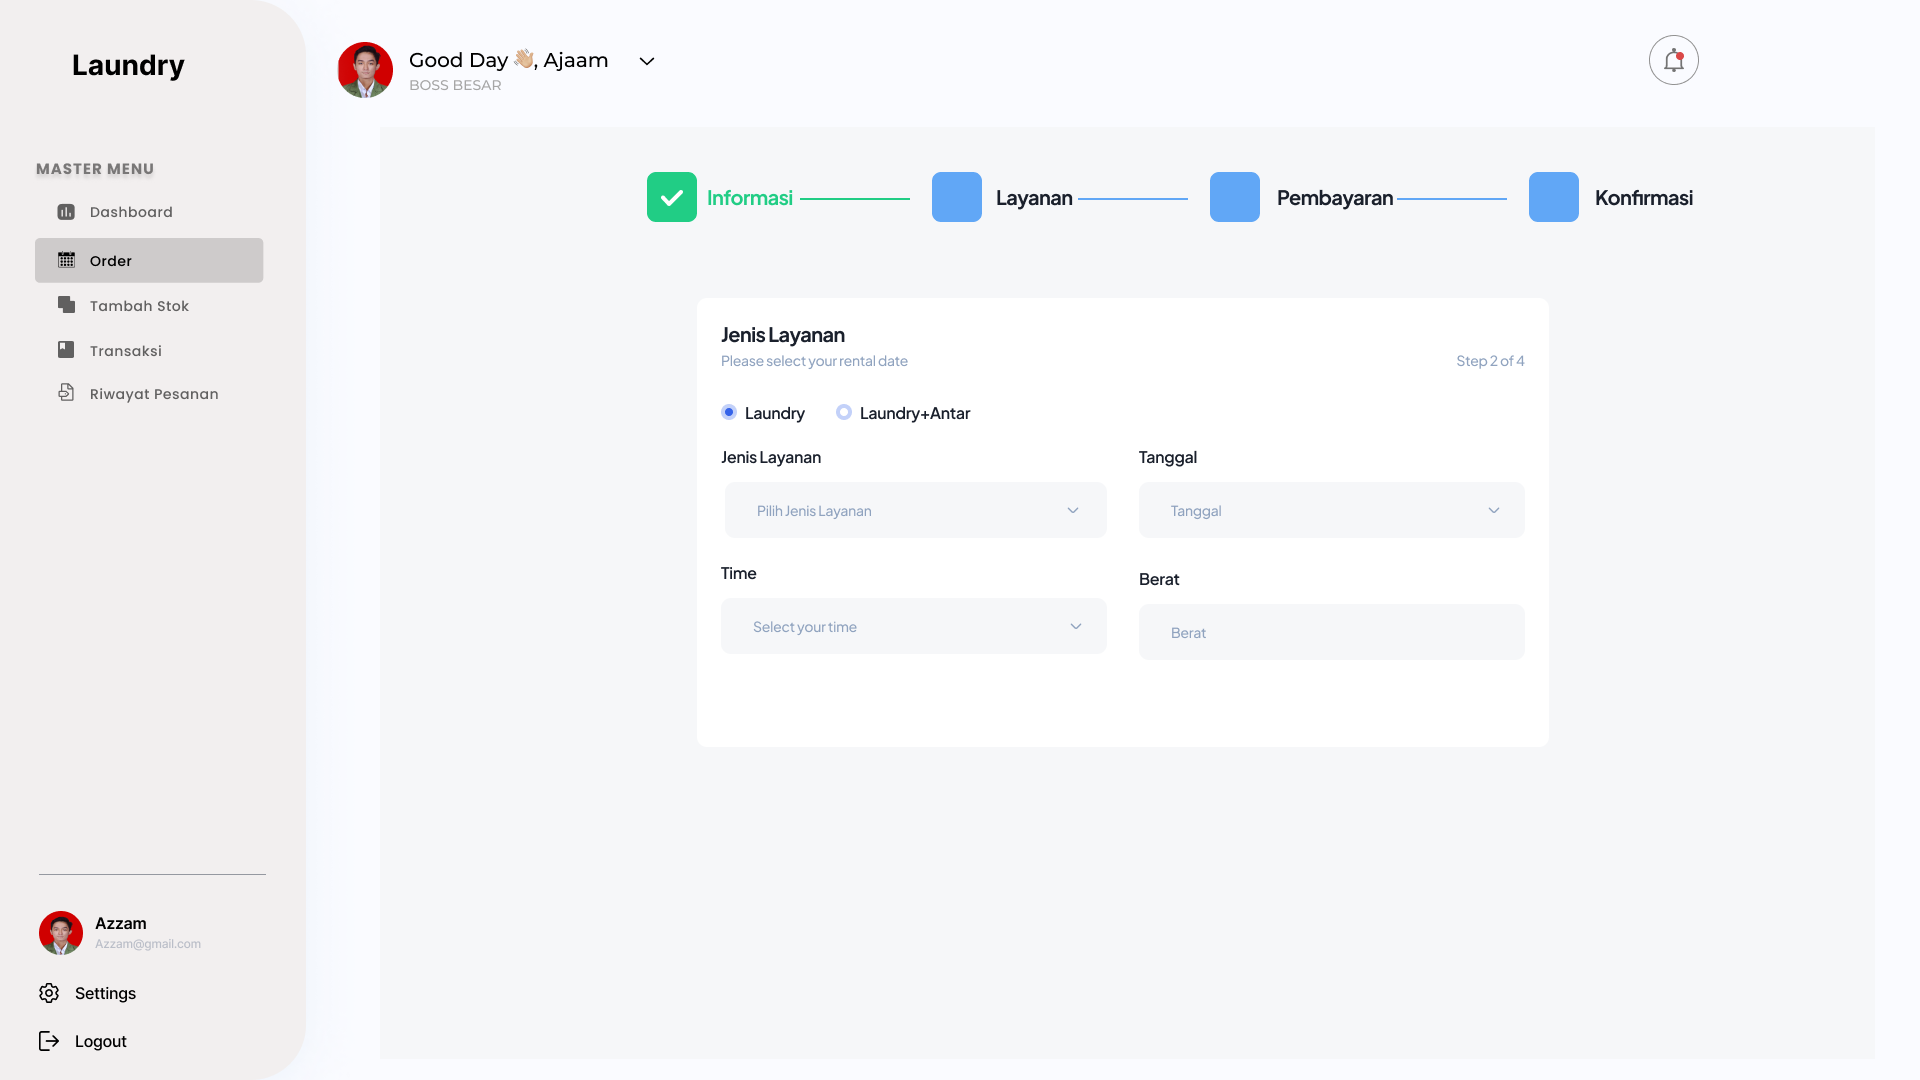 Laundry
MASTER MENU
Dashboard
Order
Tambah Stok
Transaksi
Riwayat Pesanan
Azzam
Azzam@gmail.com
Settings
Logout
Good Day 👋🏼, Ajaam
BOSS BESAR
Informasi
Layanan
Pembayaran
Konfirmasi
Jenis Layanan
Please select your rental date
Step 2 of 4
Laundry
Laundry+Antar
Jenis Layanan
Pilih Jenis Layanan
Tanggal
Tanggal
Time
Select your time
Berat
Berat